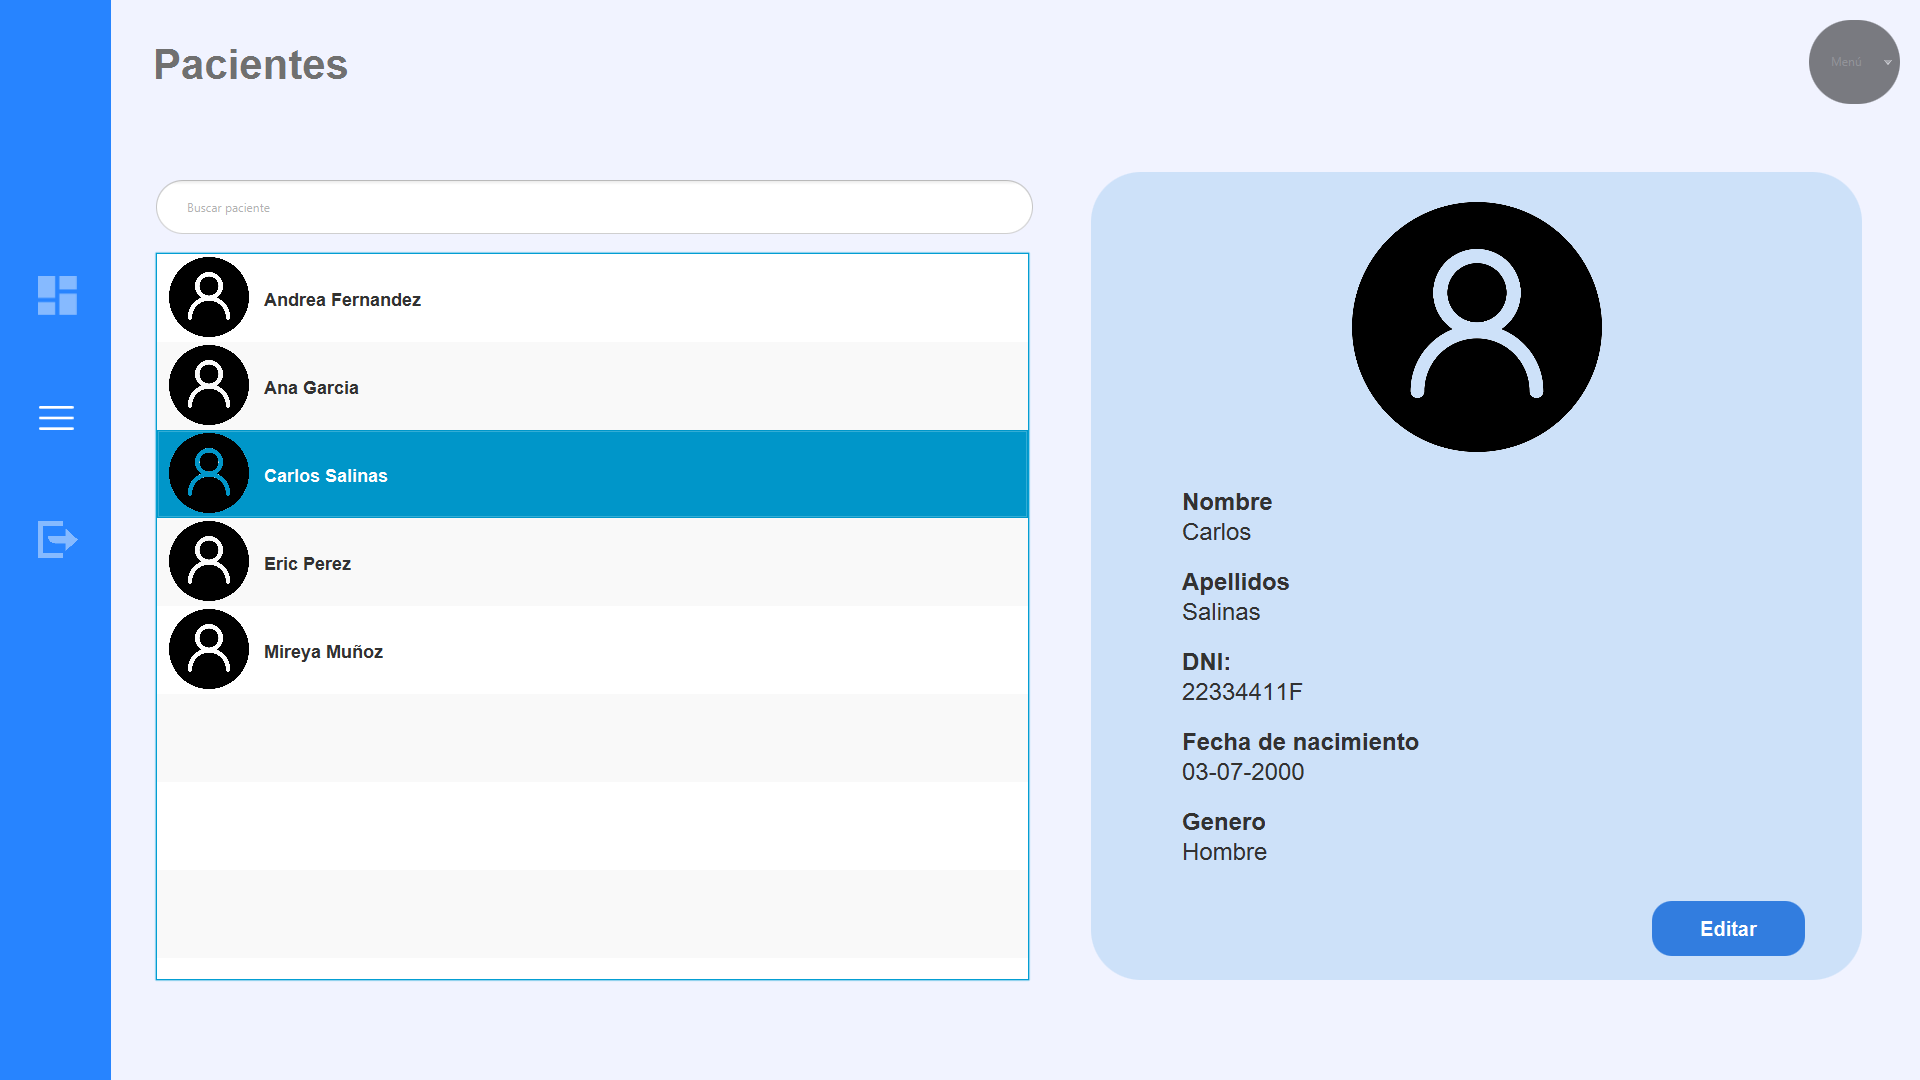 Pacientes
Menú
Buscar paciente
Andrea Fernandez
Ana Garcia
Carlos Salinas
Eric Perez
Mireya Muñoz
Nombre
Carlos
Apellidos
Salinas
DNI:
22334411F
Fecha de nacimiento
03-07-2000
Genero
Hombre
Editar